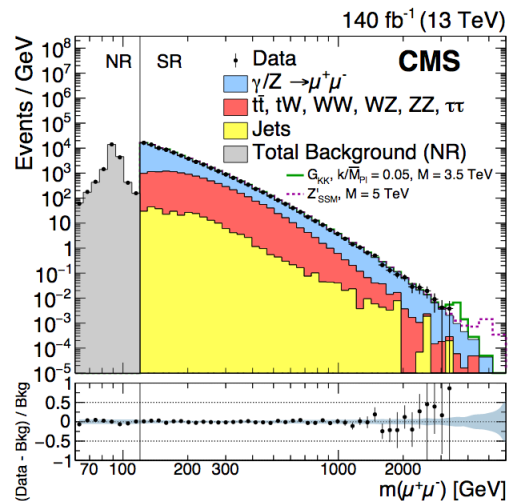 140 fb⁻¹ (13 TeV)
CMS
NR SR
Data
γ/Z →μ⁺μ⁻
tt̄, tW, WW, WZ, ZZ, ττ
Jets
Total Background (NR)
G_KK, k/M̄_Pl = 0.05, M = 3.5 TeV
Z'_SSM, M = 5 TeV
Events / GeV
10⁸
10⁷
10⁶
10⁵
10⁴
10³
10²
10
1
10⁻¹
10⁻²
10⁻³
10⁻⁴
10⁻⁵
(Data - Bkg) / Bkg
1
0.5
0
−0.5
−1
70 100 200 300 1000 2000
m(μ⁺μ⁻) [GeV]